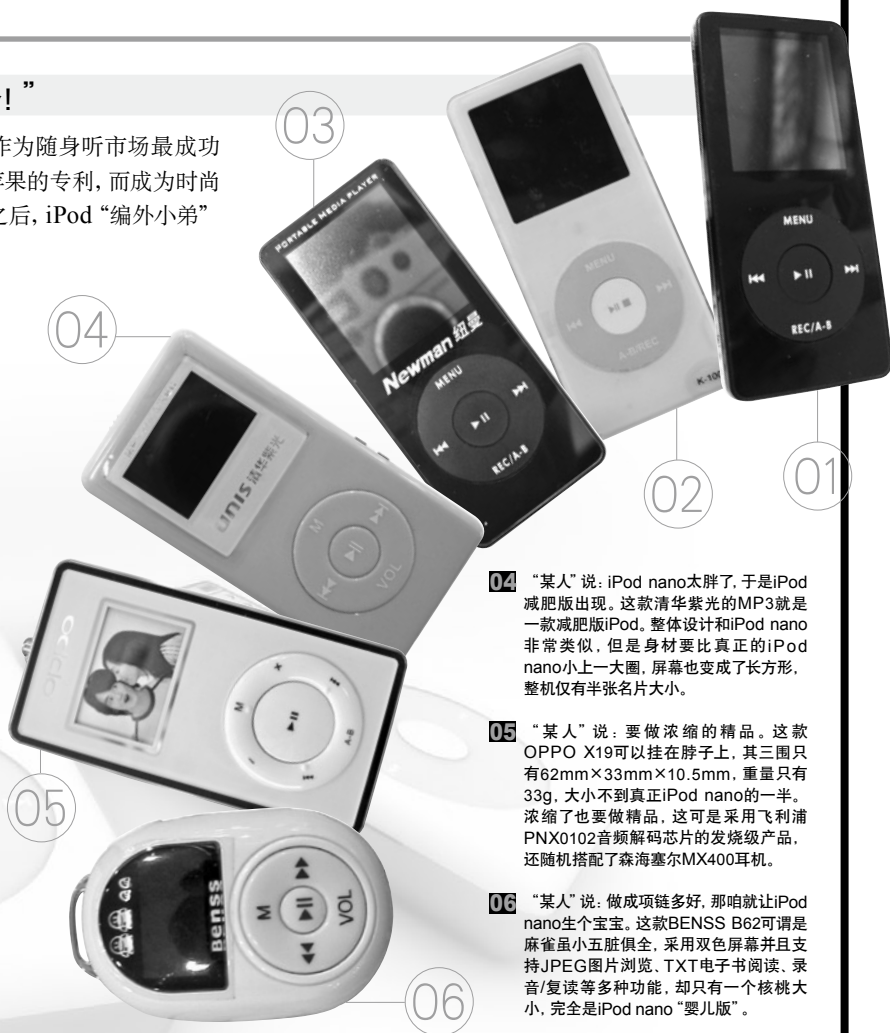 ！”
作为随身听市场最成功
苹果的专利，而成为时尚
之后，iPod “编外小弟”
03
PORTABLE MEDIA PLAYER
MENU
REC/A-B
01
MENU
A-B/REC
K-100
02
Newman 纽曼
MENU
REC/A-B
04
UNIS 清华紫光
M
VOL
M
A-B
05
Benss
M
VOL
06
04 “某人”说：iPod nano太胖了，于是iPod
减肥版出现。这款清华紫光的MP3就是
一款减肥版iPod。整体设计和iPod nano
非常类似，但是身材要比真正的iPod
nano小上一大圈，屏幕也变成了长方形，
整机仅有半张名片大小。
05 “某人”说：要做浓缩的精品。这款
OPPO X19可以挂在脖子上，其三围只
有62mm×33mm×10.5mm，重量只有
33g，大小不到真正iPod nano的一半。
浓缩了也要做精品，这可是采用飞利浦
PNX0102音频解码芯片的发烧级产品，
还随机搭配了森海塞尔MX400耳机。
06 “某人”说：做成项链多好，那咱就让iPod
nano生个宝宝。这款BENSS B62可谓是
麻雀虽小五脏俱全，采用双色屏幕并且支
持JPEG图片浏览、TXT电子书阅读、录
音/复读等多种功能，却只有一个核桃大
小，完全是iPod nano “婴儿版”。